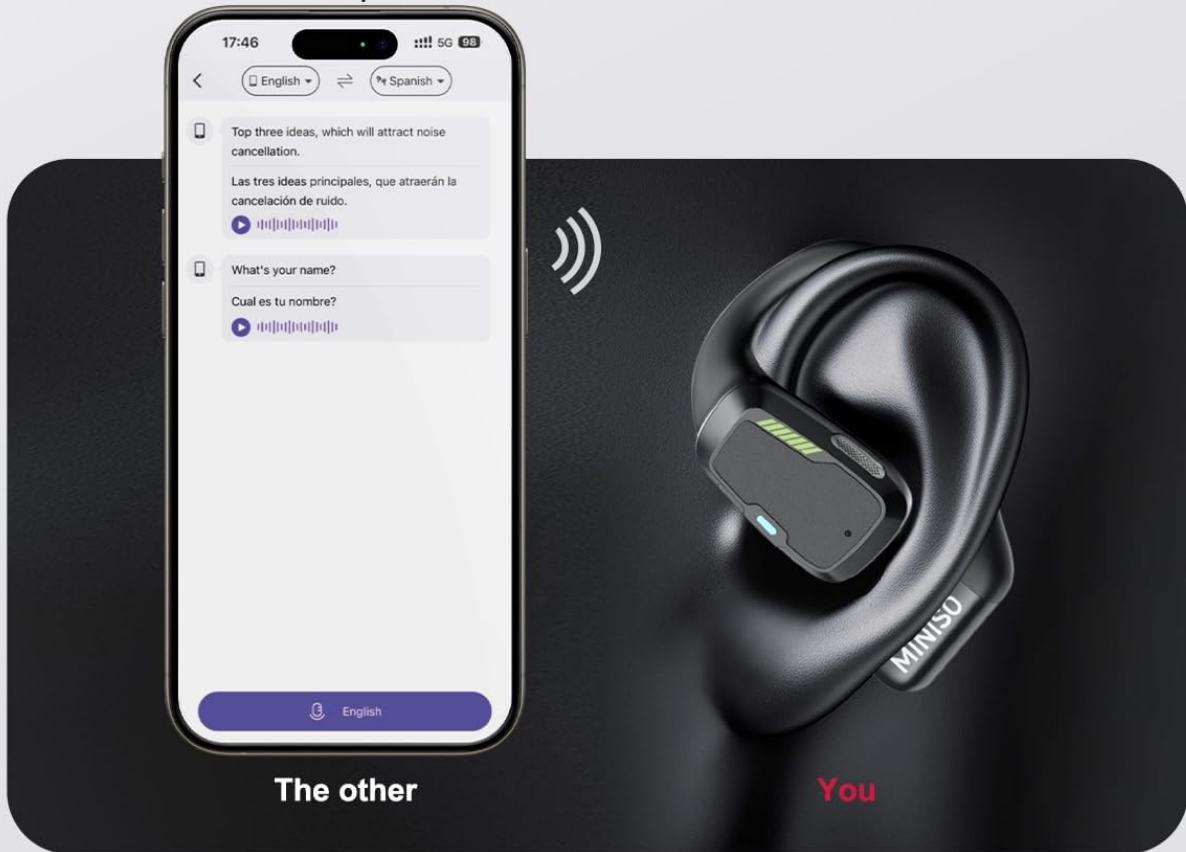 17:46
5G 98
English
Spanish
Top three ideas, which will attract noise
cancellation.
Las tres ideas principales, que atraerán la
cancelación de ruido.
What's your name?
Cual es tu nombre?
English
MINISO
The other
You